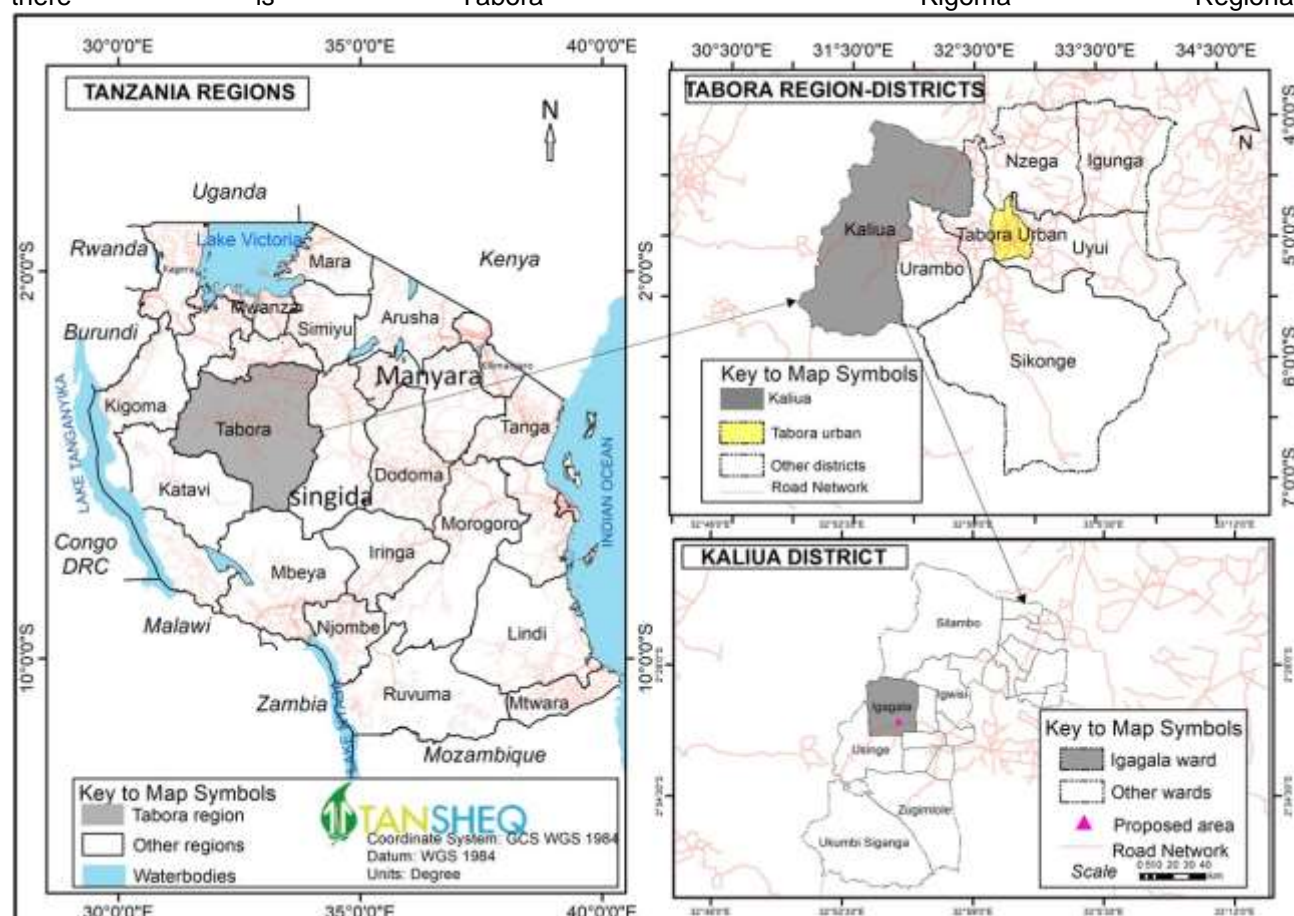 there is Tabora Kigoma Regiona
30°0'0"E 35°0'0"E 40°0'0"E
TANZANIA REGIONS
N
Uganda
Rwanda
Lake Victoria
Mara
Kenya
2°0'0"S
2°0'0"S
Kagera
Mwanza
Simiyu
Arusha
Burundi
Manyara
Kilimanjaro
Kigoma
Tabora
Tanga
LAKE TANGANYIKA
Dodoma
Katavi
singida
Morogoro
INDIAN OCEAN
Congo
DRC
Iringa
Mbeya
Malawi
Njombe
Lindi
10°0'0"S
10°0'0"S
Zambia
Ruvuma
Mtwara
Mozambique
Key to Map Symbols
Tabora region
Other regions
Waterbodies
TANSHEQ
Coordinate System: GCS WGS 1984
Datum: WGS 1984
Units: Degree
30°0'0"E 35°0'0"E 40°0'0"E
30°30'0"E 31°30'0"E 32°30'0"E 33°30'0"E 34°30'0"E
TABORA REGION-DISTRICTS
N
4°0'0"S
Nzega
Igunga
Kaliua
Tabora Urban
Uyui
5°0'0"S
Urambo
6°0'0"S
Sikonge
7°0'0"S
Key to Map Symbols
Kaliua
Tabora urban
Other districts
Road Network
KALIUA DISTRICT
Igwisi
Igagala
Usinge
Zugimlole
Ukumbi Siganga
Key to Map Symbols
Igagala ward
Other wards
Proposed area
Road Network
Scale